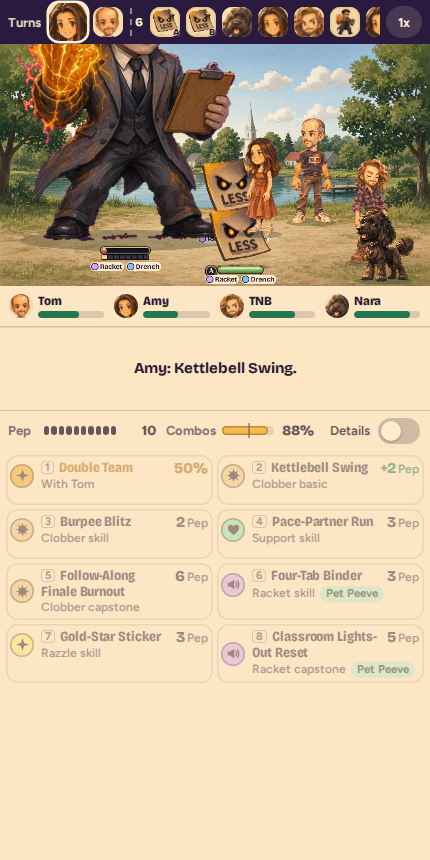 Turns 6 A B 1x
LESS
LESS
Racket Drench
A
Racket Drench
Tom Amy TNB Nara
Amy: Kettlebell Swing.
Pep 10 Combos 88% Details
1 Double Team 50%
With Tom
2 Kettlebell Swing +2 Pep
Clobber basic
3 Burpee Blitz 2 Pep
Clobber skill
4 Pace-Partner Run 3 Pep
Support skill
5 Follow-Along 6 Pep
Finale Burnout
Clobber capstone
6 Four-Tab Binder 3 Pep
Racket skill Pet Peeve
7 Gold-Star Sticker 3 Pep
Razzle skill
8 Classroom Lights- 5 Pep
Out Reset
Racket capstone Pet Peeve